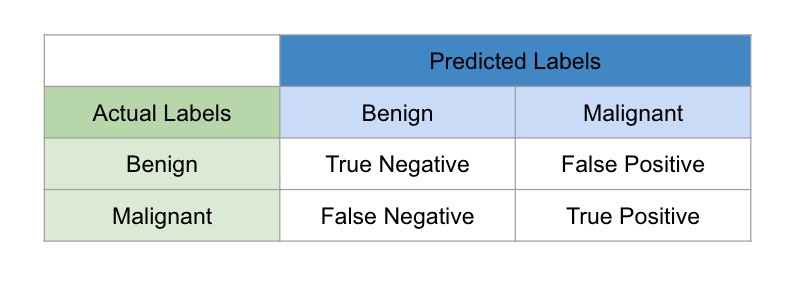 Predicted Labels
Actual Labels Benign Malignant
Benign True Negative False Positive
Malignant False Negative True Positive